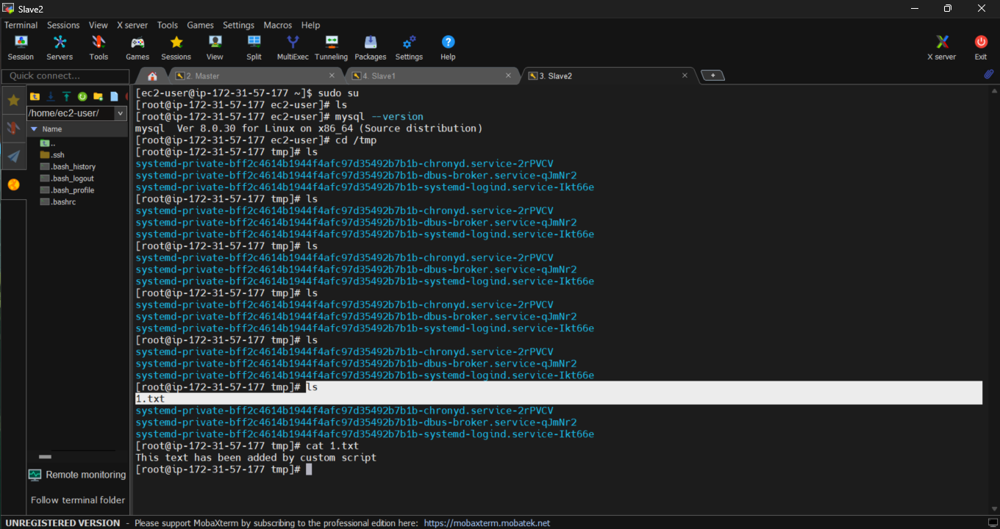 Slave2
Terminal Sessions View X server Tools Games Settings Macros Help
Session Servers Tools Games Sessions View Split MultiExec Tunneling Packages Settings Help X server Exit
Quick connect...
2. Master
4. Slave1
3. Slave2
/home/ec2-user/
Name
..
.ssh
.bash_history
.bash_logout
.bash_profile
.bashrc
Remote monitoring
Follow terminal folder
[ec2-user@ip-172-31-57-177 ~]$ sudo su
[root@ip-172-31-57-177 ec2-user]# ls
[root@ip-172-31-57-177 ec2-user]# mysql --version
mysql  Ver 8.0.30 for Linux on x86_64 (Source distribution)
[root@ip-172-31-57-177 ec2-user]# cd /tmp
[root@ip-172-31-57-177 tmp]# ls
systemd-private-bff2c4614b1944f4afc97d35492b7b1b-chronyd.service-2rPVCV
systemd-private-bff2c4614b1944f4afc97d35492b7b1b-dbus-broker.service-qJmNr2
systemd-private-bff2c4614b1944f4afc97d35492b7b1b-systemd-logind.service-Ikt66e
[root@ip-172-31-57-177 tmp]# ls
systemd-private-bff2c4614b1944f4afc97d35492b7b1b-chronyd.service-2rPVCV
systemd-private-bff2c4614b1944f4afc97d35492b7b1b-dbus-broker.service-qJmNr2
systemd-private-bff2c4614b1944f4afc97d35492b7b1b-systemd-logind.service-Ikt66e
[root@ip-172-31-57-177 tmp]# ls
systemd-private-bff2c4614b1944f4afc97d35492b7b1b-chronyd.service-2rPVCV
systemd-private-bff2c4614b1944f4afc97d35492b7b1b-dbus-broker.service-qJmNr2
systemd-private-bff2c4614b1944f4afc97d35492b7b1b-systemd-logind.service-Ikt66e
[root@ip-172-31-57-177 tmp]# ls
systemd-private-bff2c4614b1944f4afc97d35492b7b1b-chronyd.service-2rPVCV
systemd-private-bff2c4614b1944f4afc97d35492b7b1b-dbus-broker.service-qJmNr2
systemd-private-bff2c4614b1944f4afc97d35492b7b1b-systemd-logind.service-Ikt66e
[root@ip-172-31-57-177 tmp]# ls
systemd-private-bff2c4614b1944f4afc97d35492b7b1b-chronyd.service-2rPVCV
systemd-private-bff2c4614b1944f4afc97d35492b7b1b-dbus-broker.service-qJmNr2
systemd-private-bff2c4614b1944f4afc97d35492b7b1b-systemd-logind.service-Ikt66e
[root@ip-172-31-57-177 tmp]# ls
1.txt
systemd-private-bff2c4614b1944f4afc97d35492b7b1b-chronyd.service-2rPVCV
systemd-private-bff2c4614b1944f4afc97d35492b7b1b-dbus-broker.service-qJmNr2
systemd-private-bff2c4614b1944f4afc97d35492b7b1b-systemd-logind.service-Ikt66e
[root@ip-172-31-57-177 tmp]# cat 1.txt
This text has been added by custom script
[root@ip-172-31-57-177 tmp]#
UNREGISTERED VERSION - Please support MobaXterm by subscribing to the professional edition here: https://mobaxterm.mobatek.net